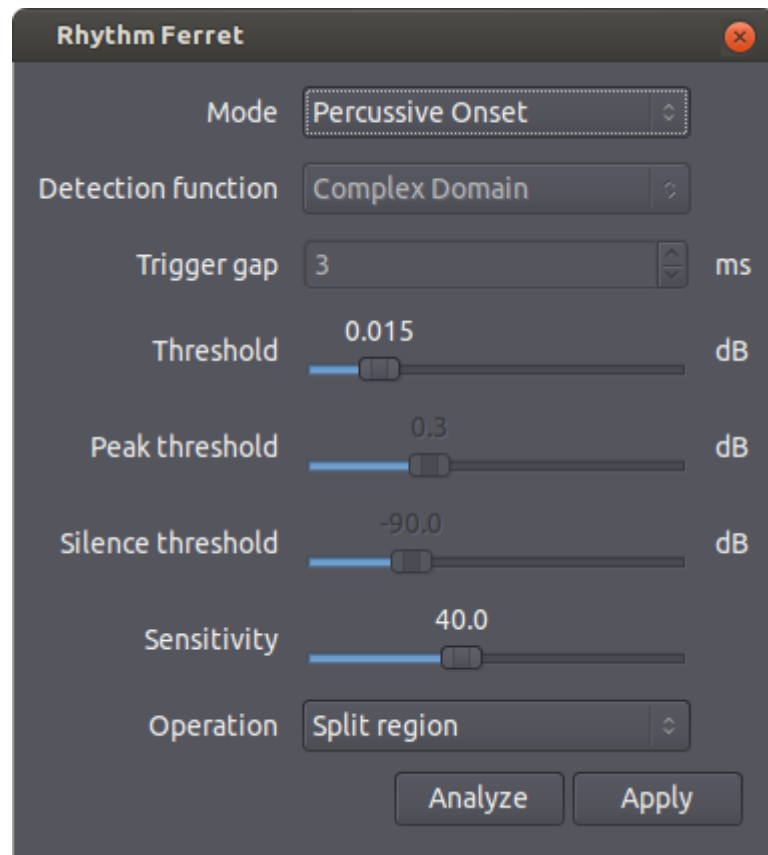 Rhythm Ferret
Mode Percussive Onset
Detection function Complex Domain
Trigger gap 3 ms
0.015
Threshold dB
0.3
Peak threshold dB
-90.0
Silence threshold dB
40.0
Sensitivity
Operation Split region
Analyze Apply